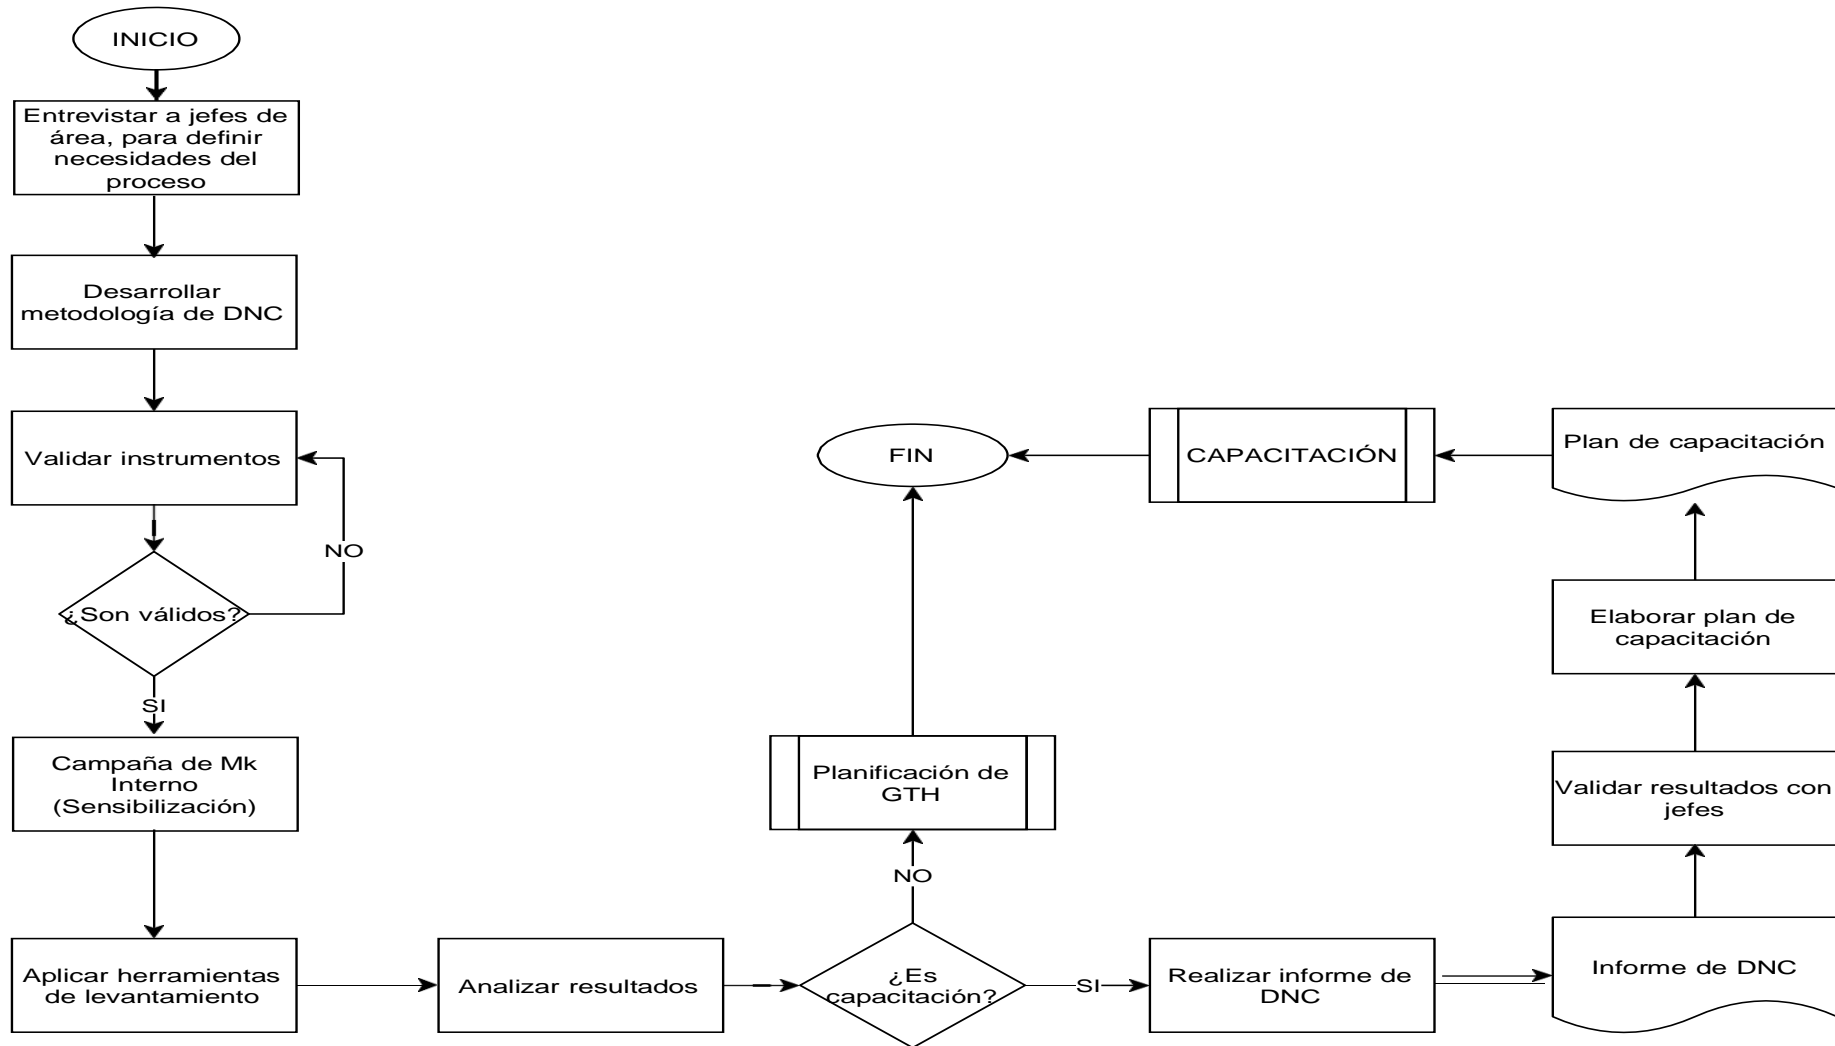 INICIO
Entrevistar a jefes de
área, para definir
necesidades del
proceso
Desarrollar
metodología de DNC
Validar instrumentos
NO
¿Son válidos?
SI
Campaña de Mk
Interno
(Sensibilización)
Aplicar herramientas
de levantamiento
Analizar resultados
¿Es
capacitación?
NO
Planificación de
GTH
FIN
SI
Realizar informe de
DNC
Informe de DNC
Validar resultados con
jefes
Elaborar plan de
capacitación
Plan de capacitación
CAPACITACIÓN